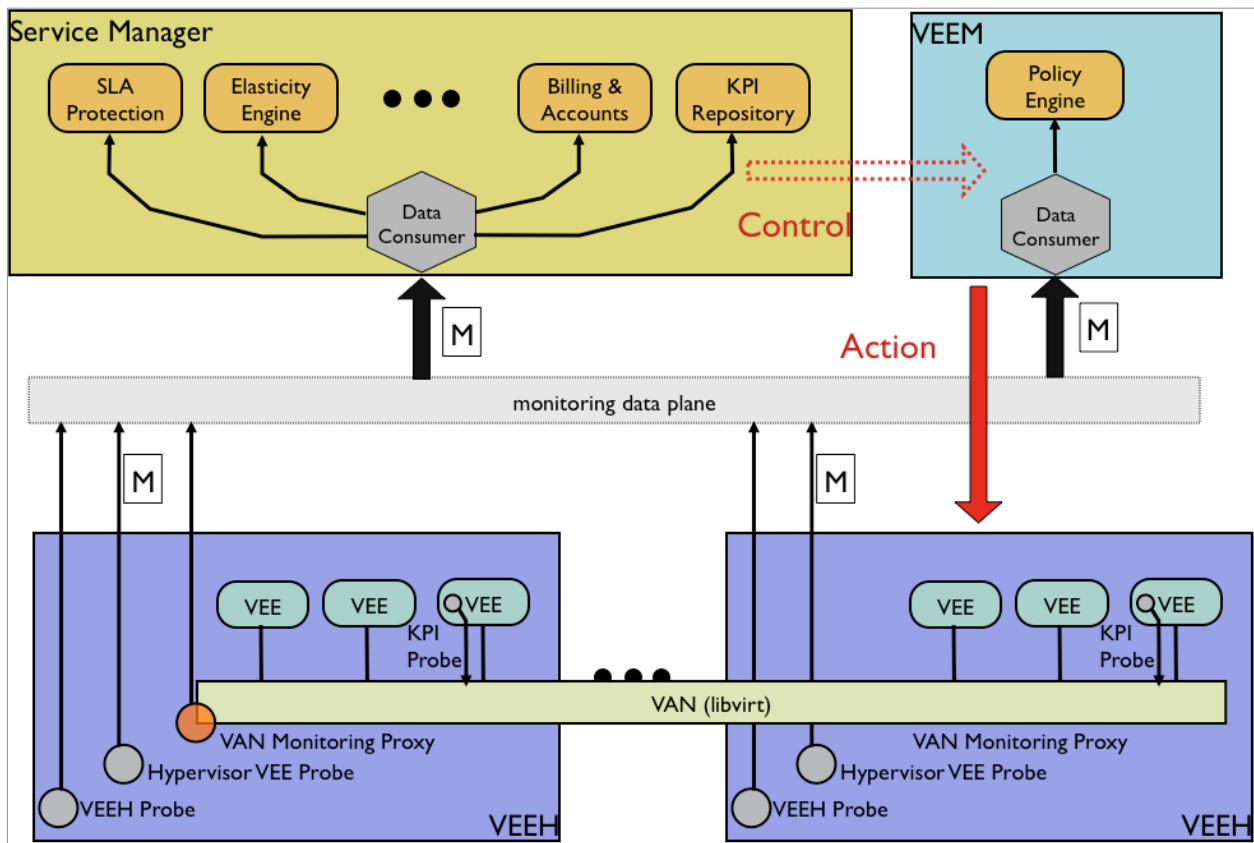 Service Manager
SLA
Protection
Elasticity
Engine
Billing &
Accounts
KPI
Repository
Data
Consumer
Control
VEEM
Policy
Engine
Data
Consumer
M
M
Action
monitoring data plane
M
M
VEE
VEE
VEE
KPI
Probe
VEE
VEE
VEE
KPI
Probe
VAN (libvirt)
VAN Monitoring Proxy
Hypervisor VEE Probe
VEEH Probe
VEEH
VAN Monitoring Proxy
Hypervisor VEE Probe
VEEH Probe
VEEH